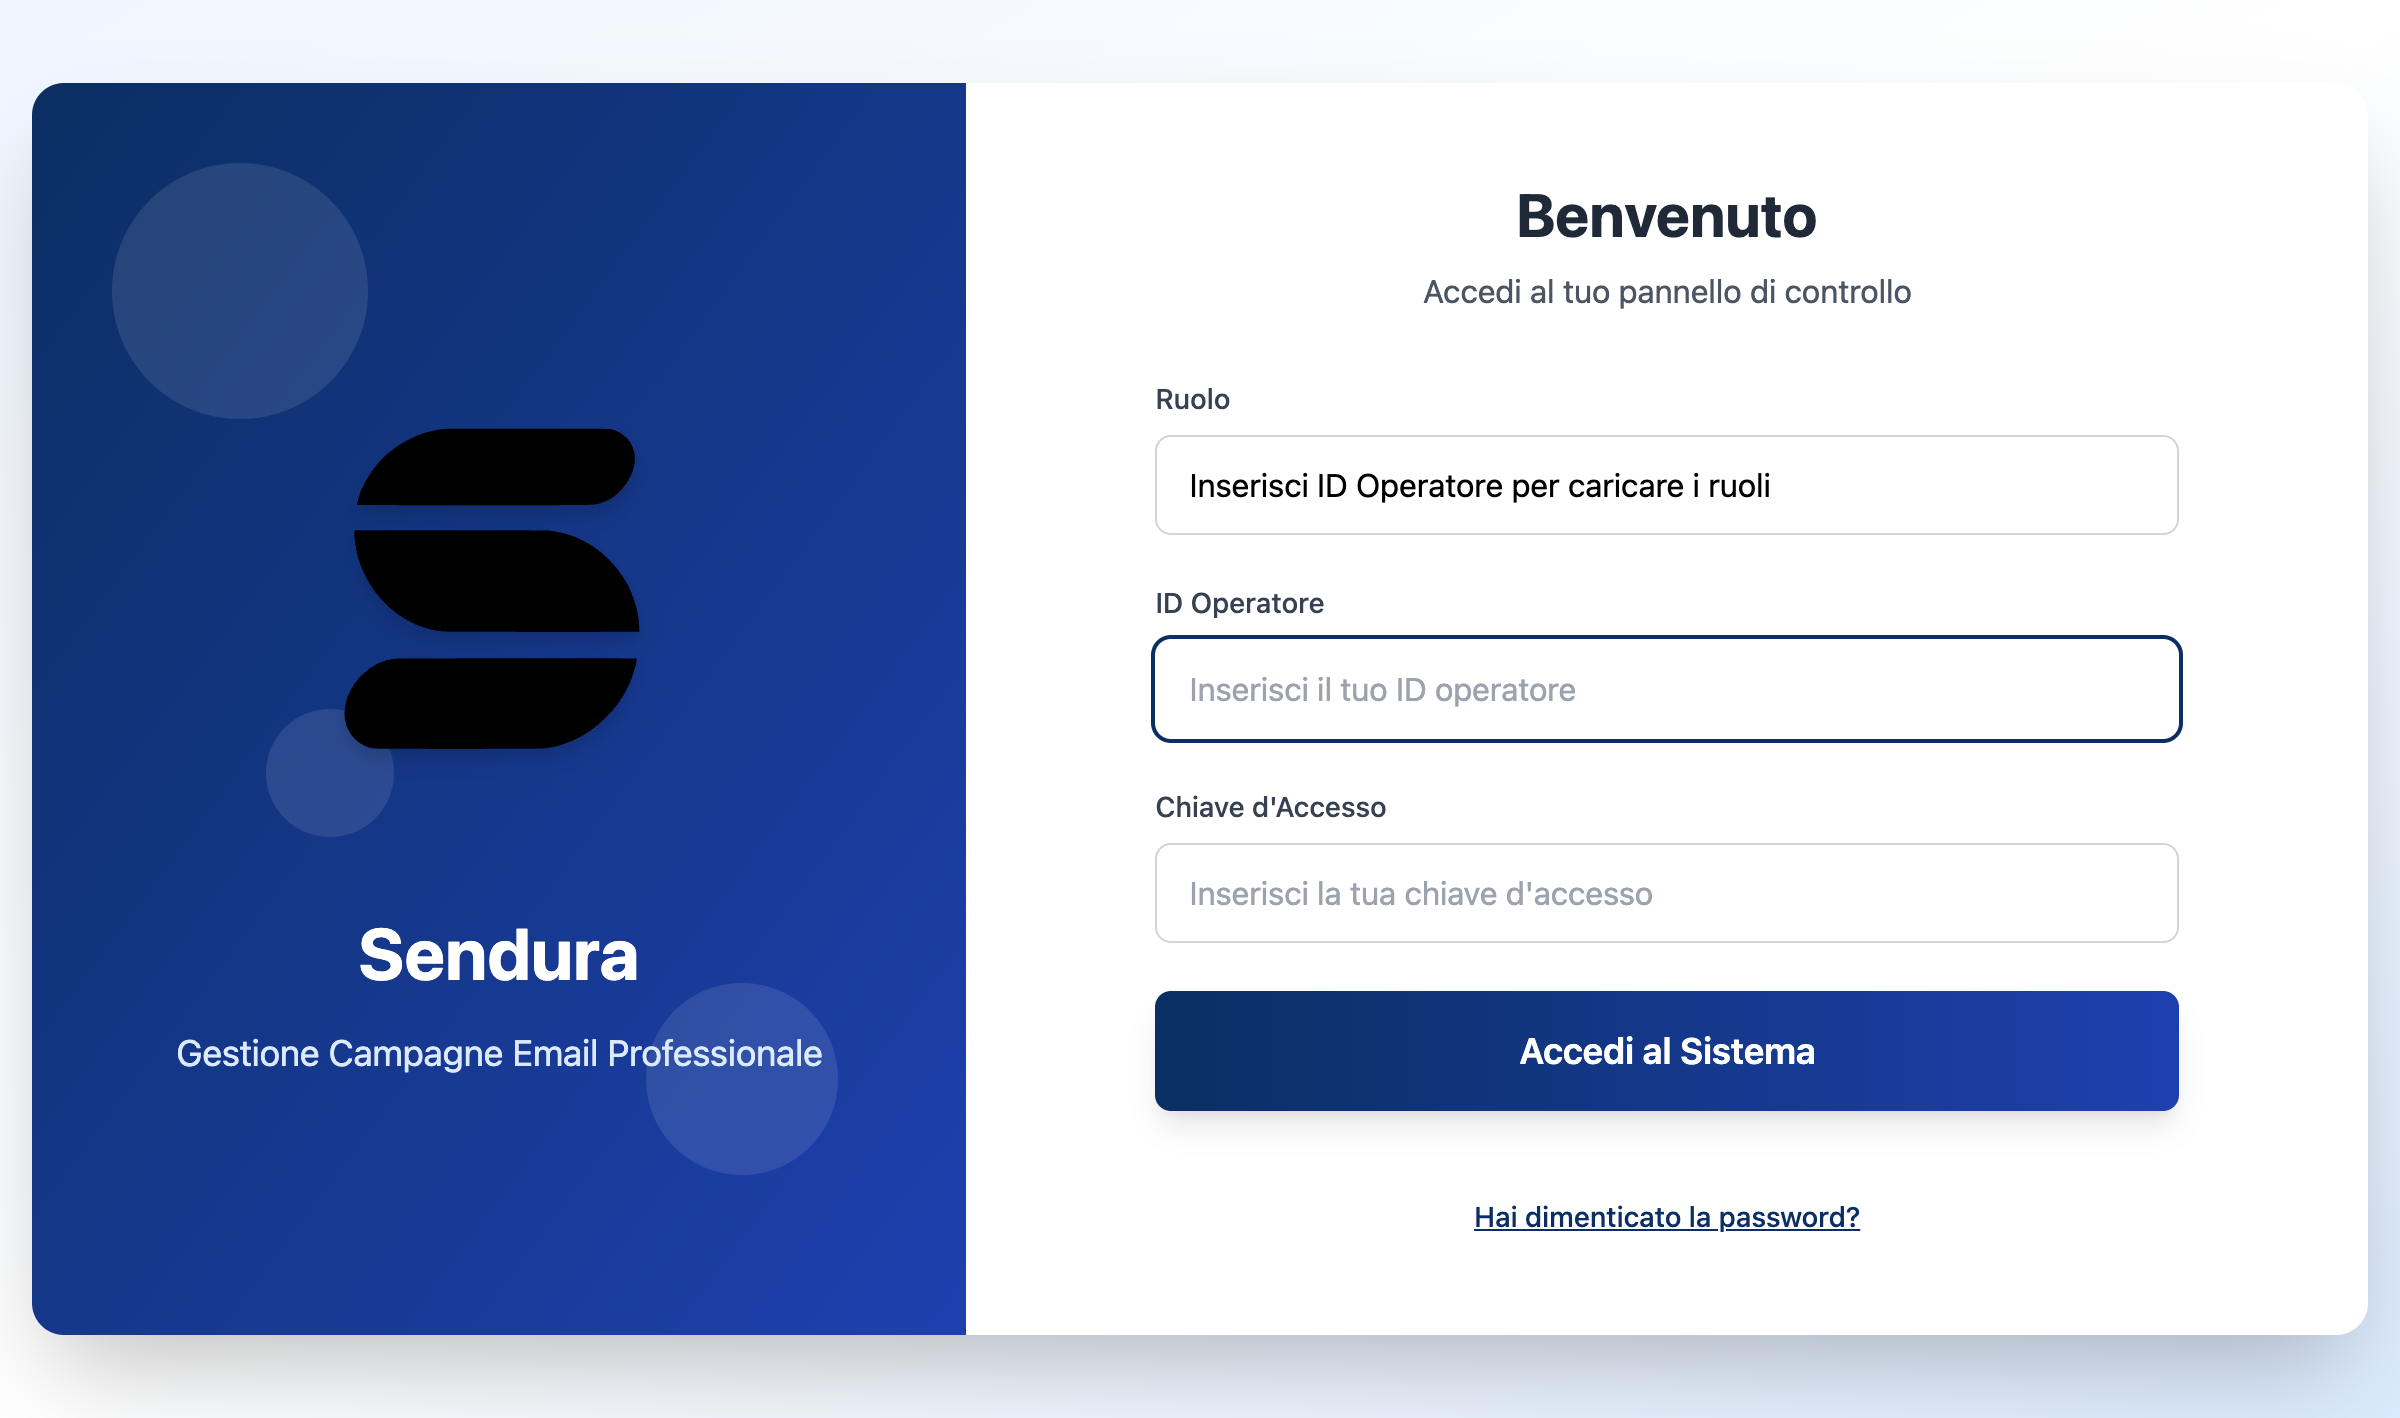 Sendura
Gestione Campagne Email Professionale
Benvenuto
Accedi al tuo pannello di controllo
Ruolo
Inserisci ID Operatore per caricare i ruoli
ID Operatore
Inserisci il tuo ID operatore
Chiave d'Accesso
Inserisci la tua chiave d'accesso
Accedi al Sistema
Hai dimenticato la password?